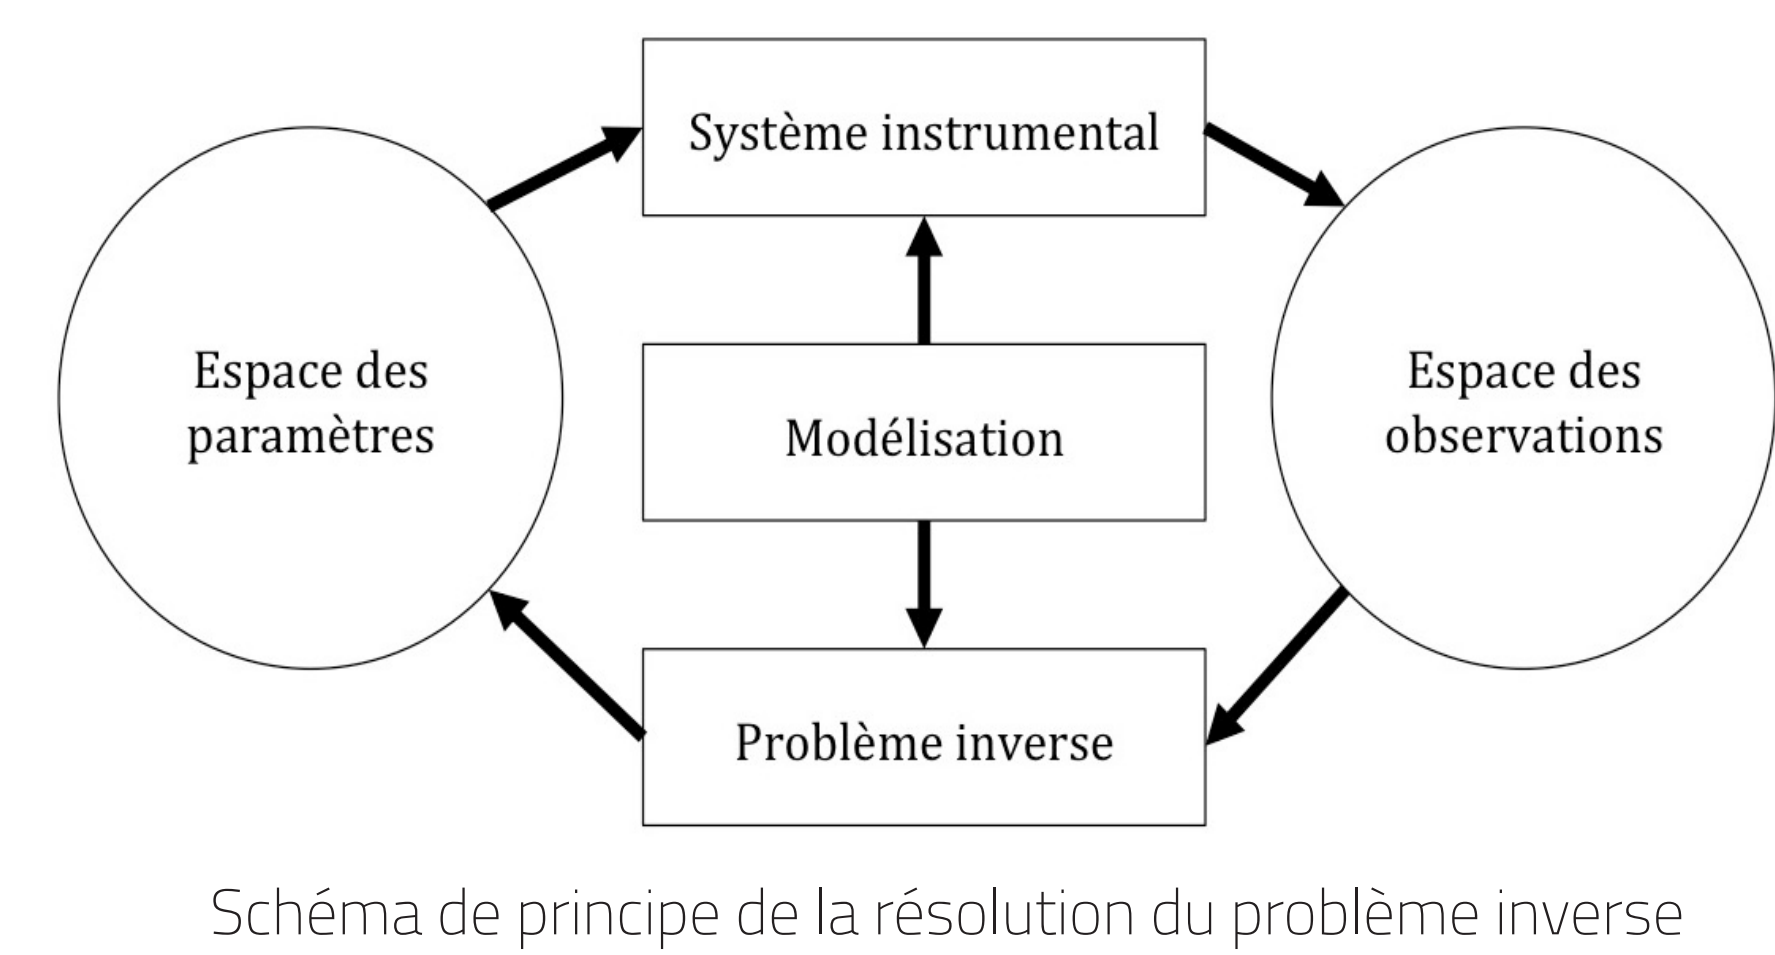 Système instrumental
Espace des
paramètres
Modélisation
Espace des
observations
Problème inverse
Schéma de principe de la résolution du problème inverse